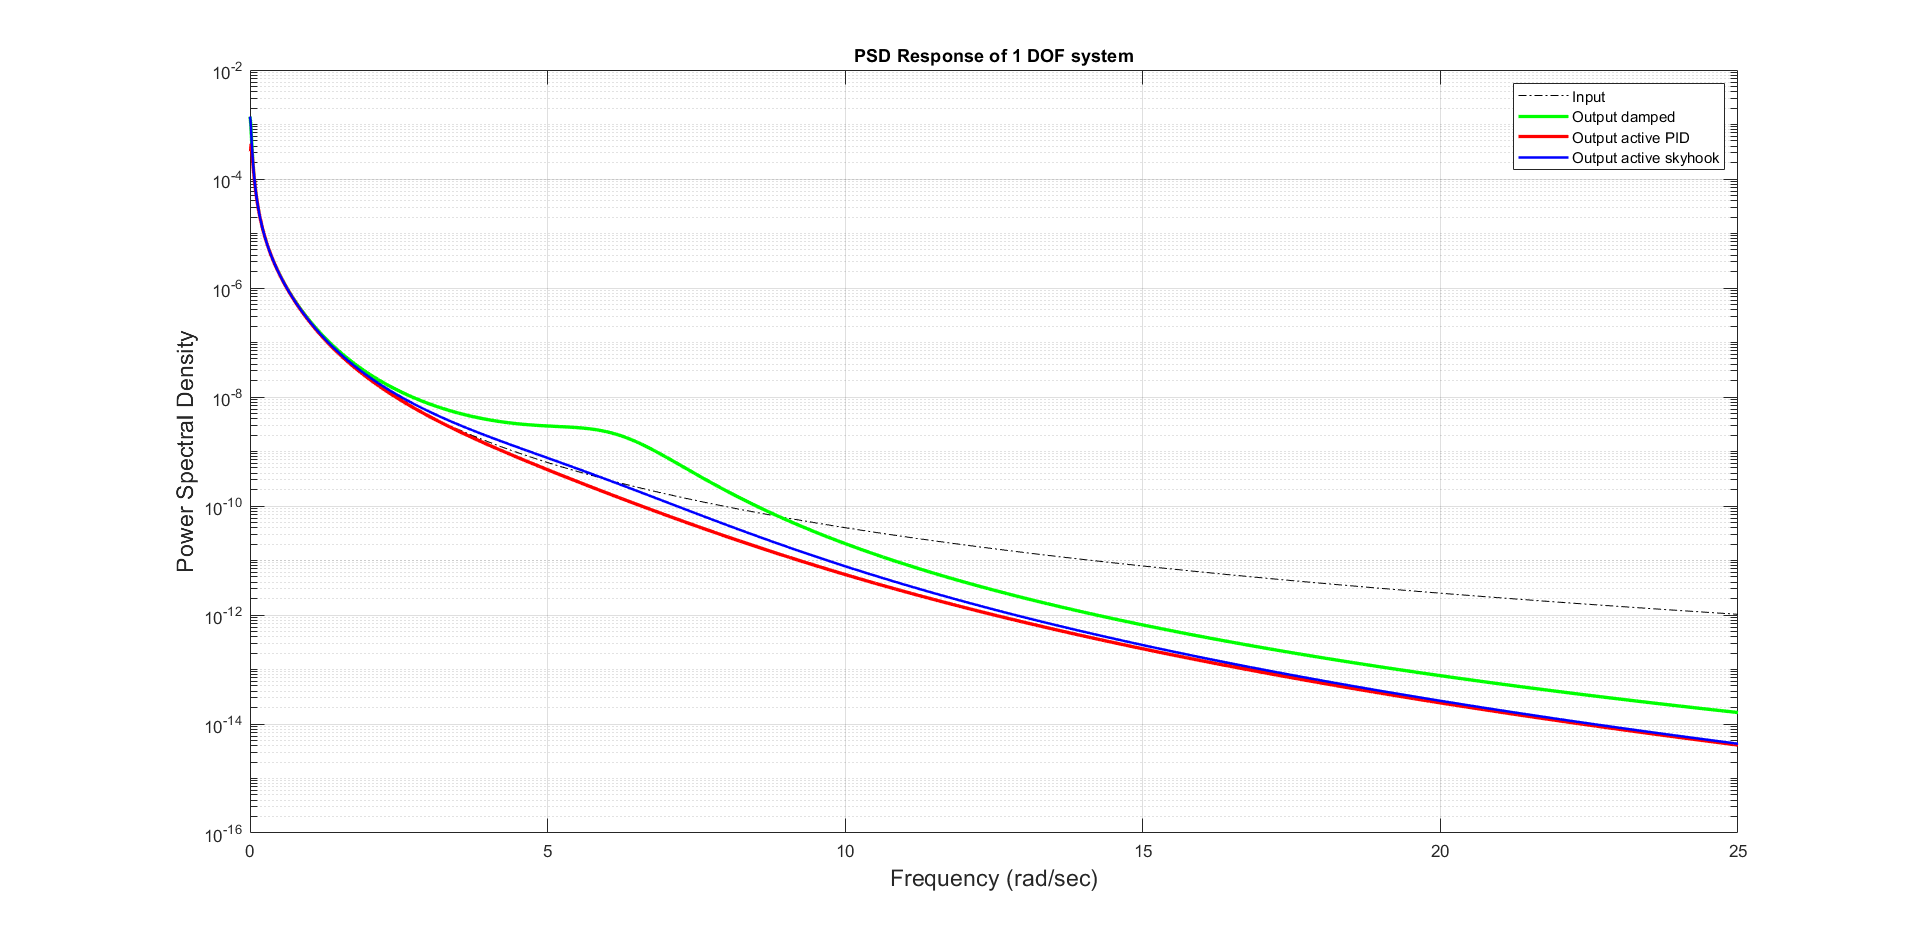 PSD Response of 1 DOF system
Input
Output damped
Output active PID
Output active skyhook
Power Spectral Density
10^-2
10^-4
10^-6
10^-8
10^-10
10^-12
10^-14
10^-16
0 5 10 15 20 25
Frequency (rad/sec)